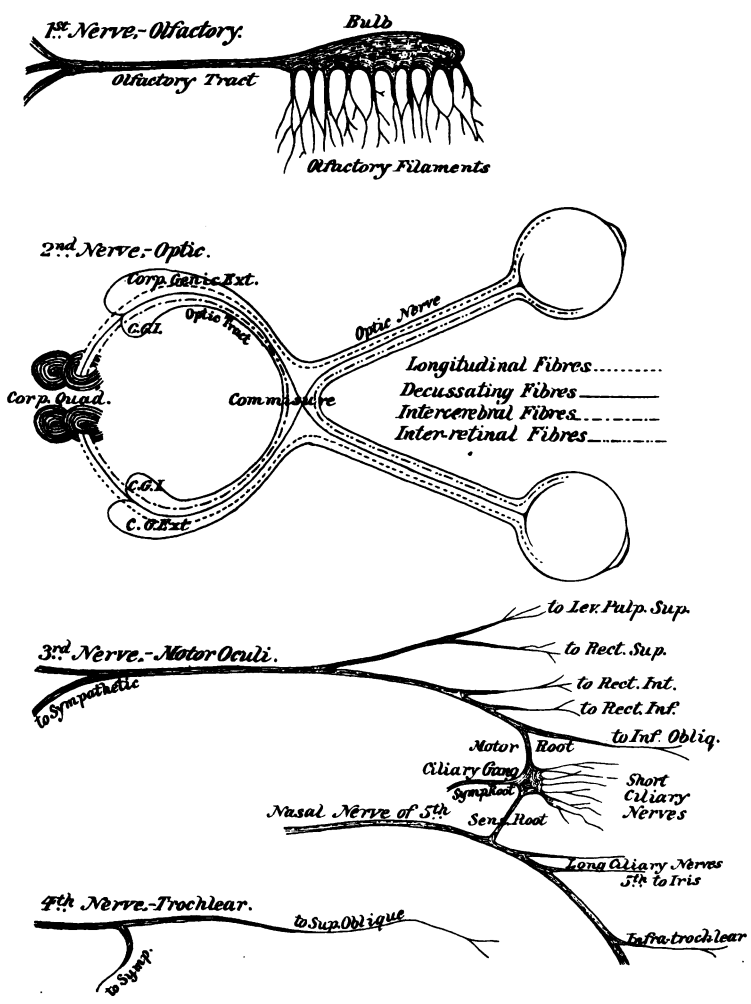 1st Nerve,-Olfactory.
Bulb
Olfactory Tract
Olfactory Filaments
2nd Nerve,-Optic.
Corp. Genic Ext.
C.G.I.
Optic Tract
Optic Nerve
Corp. Quad.
Commissure
Longitudinal Fibres
Decussating Fibres
Intercerebral Fibres
Inter-retinal Fibres
C.G.I
C.G.Ext
3rd Nerve,-Motor Oculi.
to Sympathetic
to Lev. Palp. Sup.
to Rect. Sup.
to Rect. Int.
to Rect. Inf.
to Inf. Obliq.
Motor Root
Ciliary Gang
Symp Root
Short
Ciliary
Nerves
Nasal Nerve of 5th
Sens. Root
Long Ciliary Nerves
5th to Iris
4th Nerve,-Trochlear.
to Sup. Oblique
to Symp.
Infra-trochlear